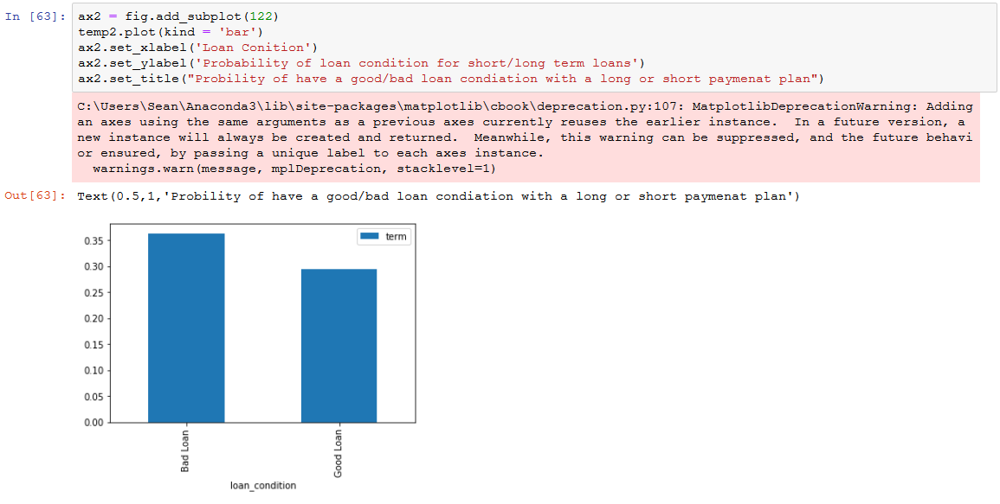 In [63]: ax2 = fig.add_subplot(122)
temp2.plot(kind = 'bar')
ax2.set_xlabel('Loan Conition')
ax2.set_ylabel('Probability of loan condition for short/long term loans')
ax2.set_title("Probility of have a good/bad loan condiation with a long or short paymenat plan")
C:\Users\Sean\Anaconda3\lib\site-packages\matplotlib\cbook\deprecation.py:107: MatplotlibDeprecationWarning: Adding
an axes using the same arguments as a previous axes currently reuses the earlier instance.  In a future version, a
new instance will always be created and returned.  Meanwhile, this warning can be suppressed, and the future behavi
or ensured, by passing a unique label to each axes instance.
warnings.warn(message, mplDeprecation, stacklevel=1)
Out[63]: Text(0.5,1,'Probility of have a good/bad loan condiation with a long or short paymenat plan')
term
0.35
0.30
0.25
0.20
0.15
0.10
0.05
0.00
Bad Loan
Good Loan
loan_condition